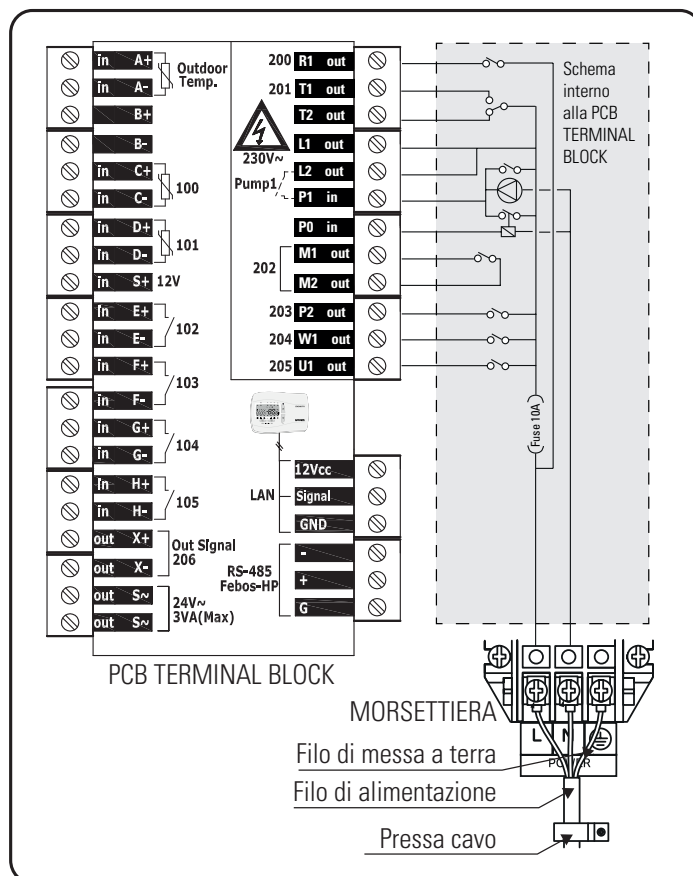 in A+
in A-
B+
Outdoor
Temp.
B-
in C+
in C-
100
in D+
in D-
101
in S+ 12V
in E+
in E-
102
in F+
in F-
103
in G+
in G-
104
in H+
in H-
105
out X+
out X-
Out Signal
206
out S~
out S~
24V~
3VA(Max)
200 R1 out
201 T1 out
T2 out
L1 out
230V~
L2 out
Pump1
P1 in
P0 in
M1 out
202
M2 out
203 P2 out
204 W1 out
205 U1 out
12Vcc
LAN Signal
GND
-
RS-485
Febos-HP
+
G
Schema
interno
alla PCB
TERMINAL
BLOCK
Fuse 10A
PCB TERMINAL BLOCK
MORSETTIERA
L N
POWER
Filo di messa a terra
Filo di alimentazione
Pressa cavo